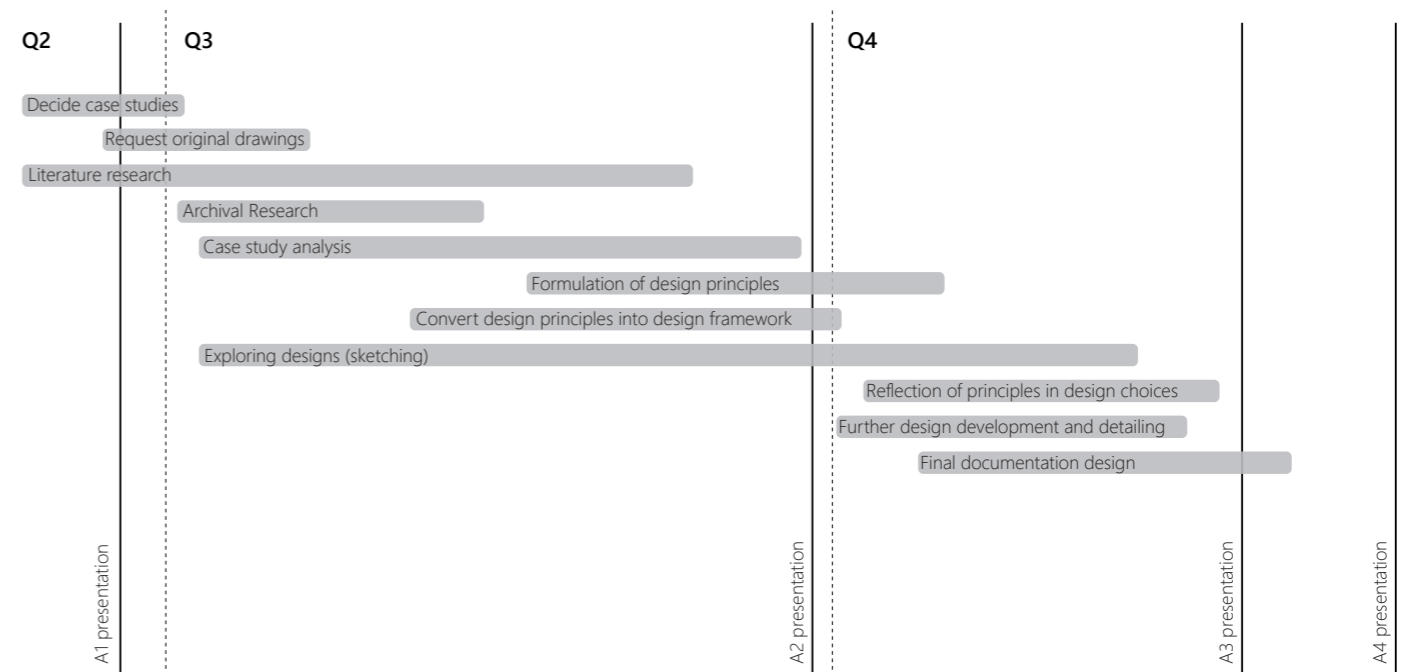 Q2
Q3
Q4
Decide case studies
Request original drawings
Literature research
Archival Research
Case study analysis
Formulation of design principles
Convert design principles into design framework
Exploring designs (sketching)
Reflection of principles in design choices
Further design development and detailing
Final documentation design
A1 presentation
A2 presentation
A3 presentation
A4 presentation